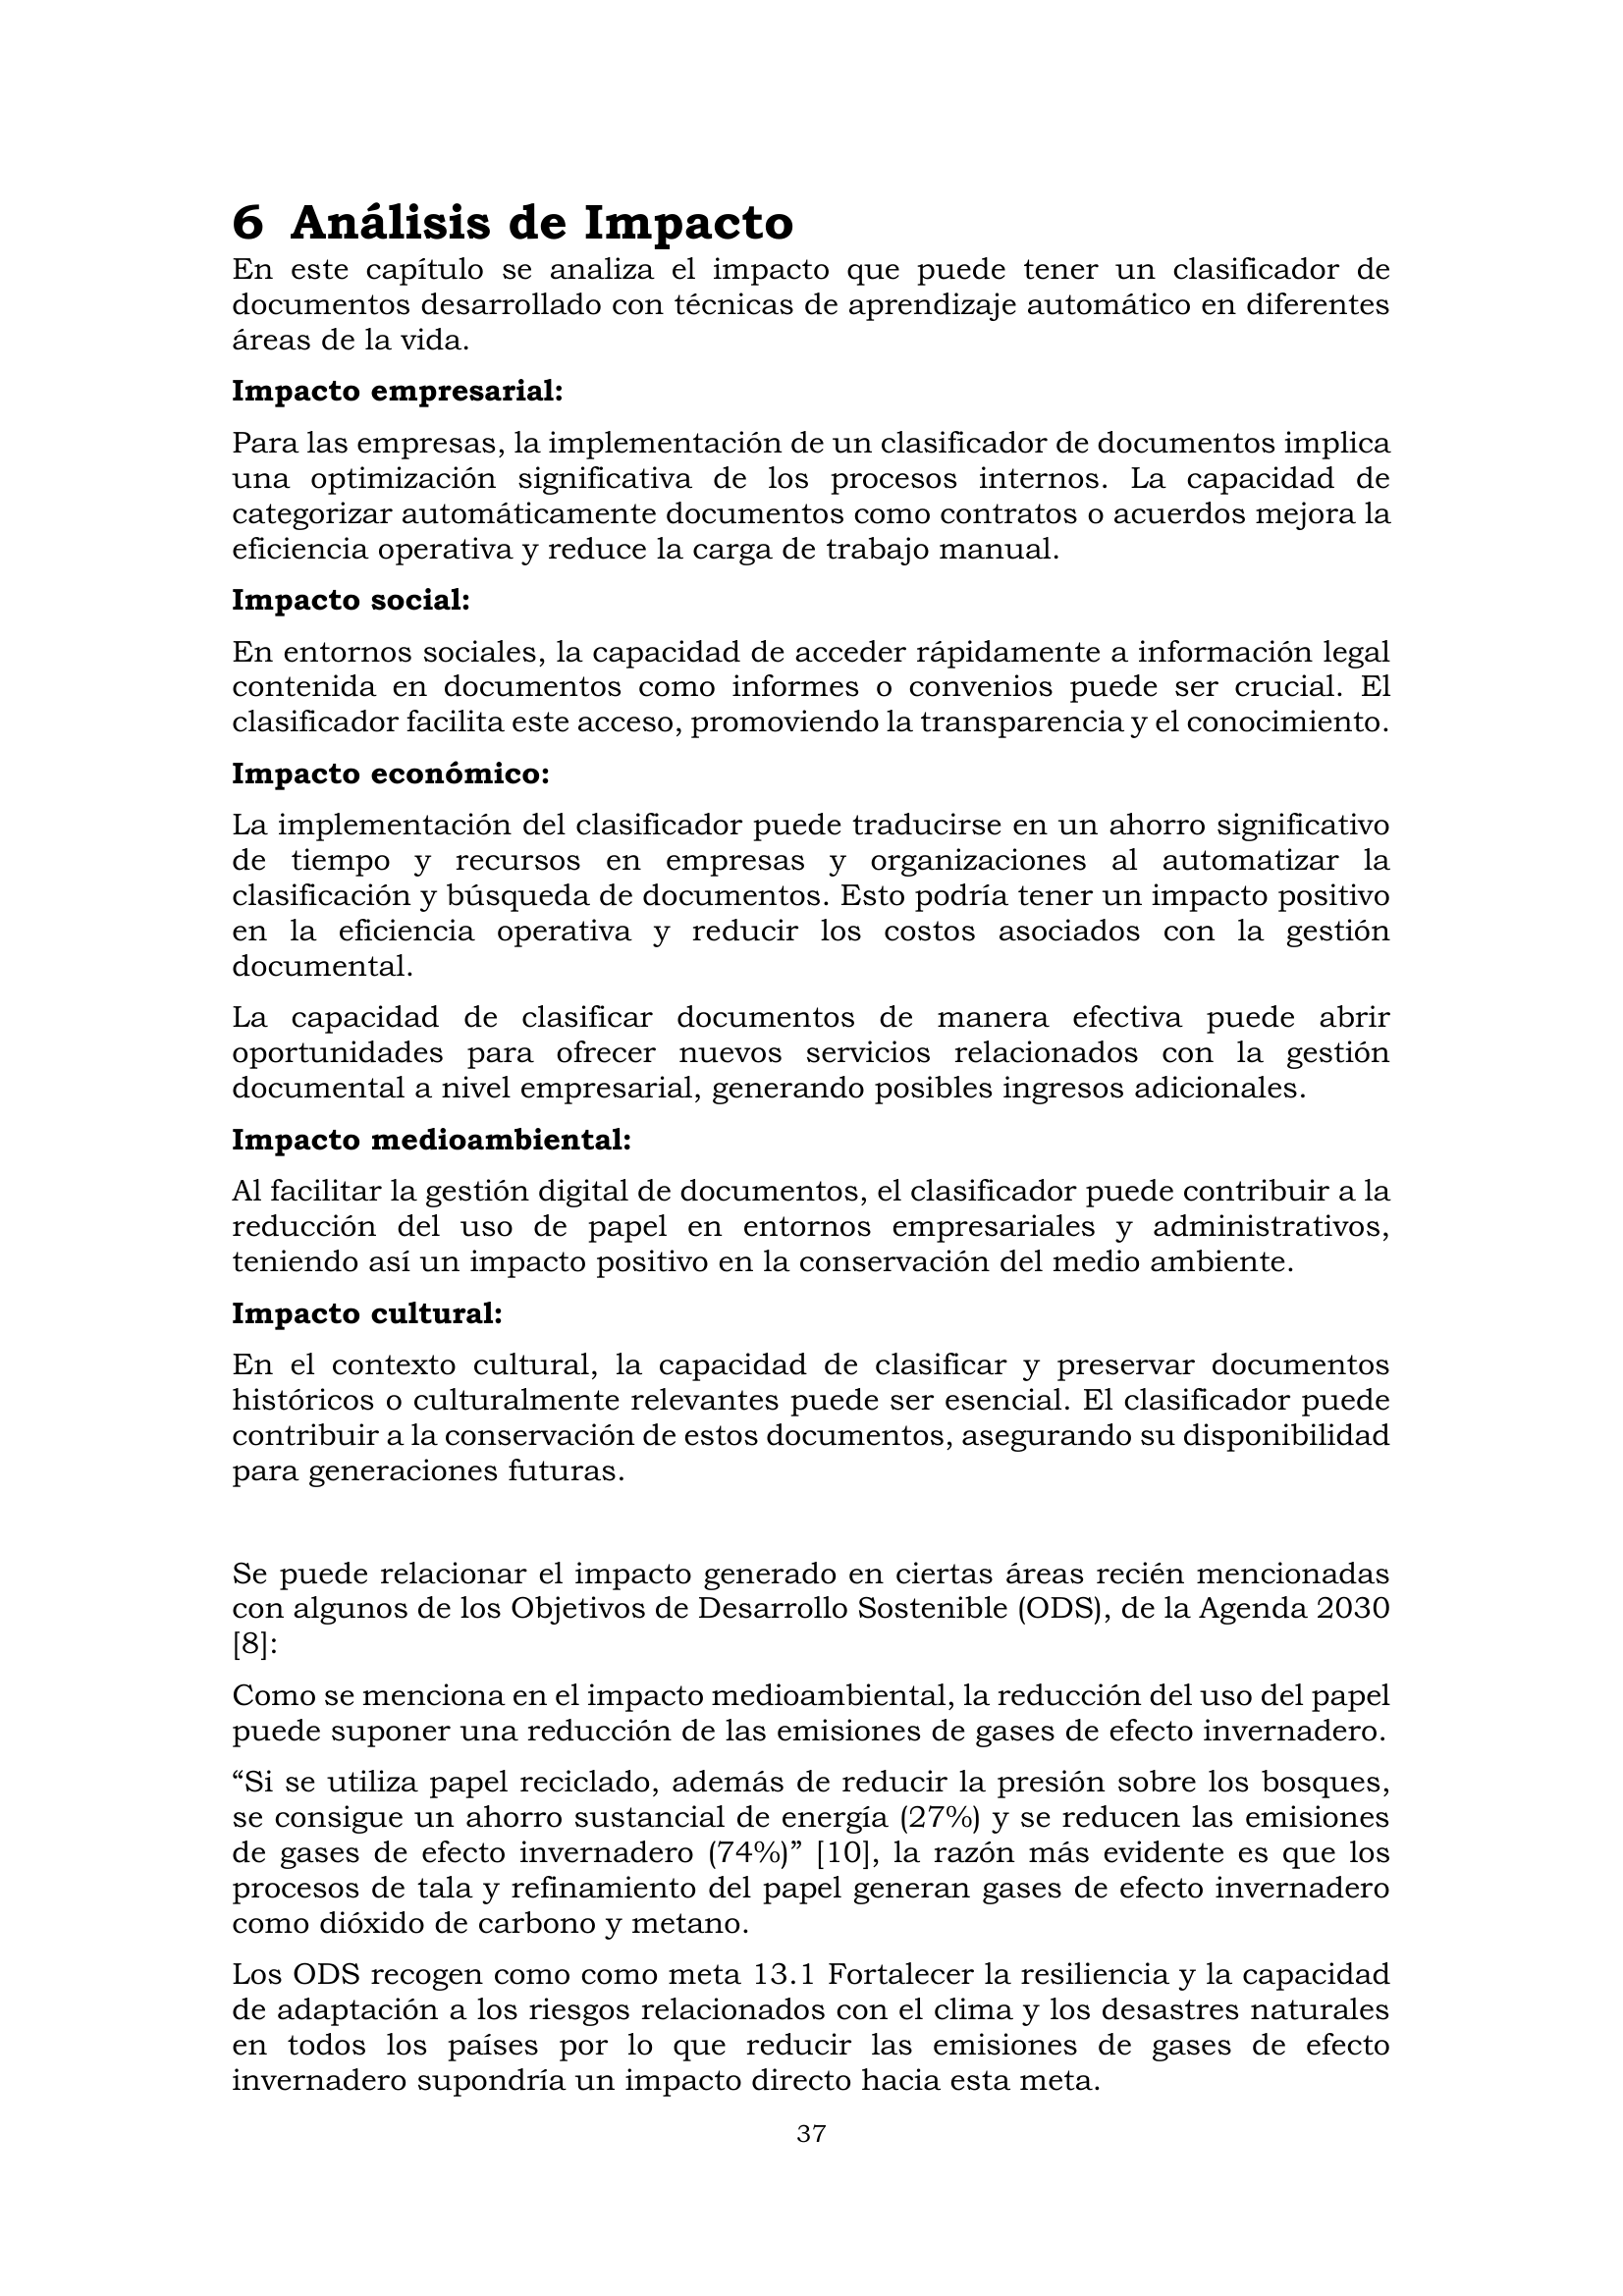 6 Análisis de Impacto
En este capítulo se analiza el impacto que puede tener un clasificador de
documentos desarrollado con técnicas de aprendizaje automático en diferentes
áreas de la vida.
Impacto empresarial:
Para las empresas, la implementación de un clasificador de documentos implica
una optimización significativa de los procesos internos. La capacidad de
categorizar automáticamente documentos como contratos o acuerdos mejora la
eficiencia operativa y reduce la carga de trabajo manual.
Impacto social:
En entornos sociales, la capacidad de acceder rápidamente a información legal
contenida en documentos como informes o convenios puede ser crucial. El
clasificador facilita este acceso, promoviendo la transparencia y el conocimiento.
Impacto económico:
La implementación del clasificador puede traducirse en un ahorro significativo
de tiempo y recursos en empresas y organizaciones al automatizar la
clasificación y búsqueda de documentos. Esto podría tener un impacto positivo
en la eficiencia operativa y reducir los costos asociados con la gestión
documental.
La capacidad de clasificar documentos de manera efectiva puede abrir
oportunidades para ofrecer nuevos servicios relacionados con la gestión
documental a nivel empresarial, generando posibles ingresos adicionales.
Impacto medioambiental:
Al facilitar la gestión digital de documentos, el clasificador puede contribuir a la
reducción del uso de papel en entornos empresariales y administrativos,
teniendo así un impacto positivo en la conservación del medio ambiente.
Impacto cultural:
En el contexto cultural, la capacidad de clasificar y preservar documentos
históricos o culturalmente relevantes puede ser esencial. El clasificador puede
contribuir a la conservación de estos documentos, asegurando su disponibilidad
para generaciones futuras.
Se puede relacionar el impacto generado en ciertas áreas recién mencionadas
con algunos de los Objetivos de Desarrollo Sostenible (ODS), de la Agenda 2030
[8]:
Como se menciona en el impacto medioambiental, la reducción del uso del papel
puede suponer una reducción de las emisiones de gases de efecto invernadero.
“Si se utiliza papel reciclado, además de reducir la presión sobre los bosques,
se consigue un ahorro sustancial de energía (27%) y se reducen las emisiones
de gases de efecto invernadero (74%)” [10], la razón más evidente es que los
procesos de tala y refinamiento del papel generan gases de efecto invernadero
como dióxido de carbono y metano.
Los ODS recogen como como meta 13.1 Fortalecer la resiliencia y la capacidad
de adaptación a los riesgos relacionados con el clima y los desastres naturales
en todos los países por lo que reducir las emisiones de gases de efecto
invernadero supondría un impacto directo hacia esta meta.
37